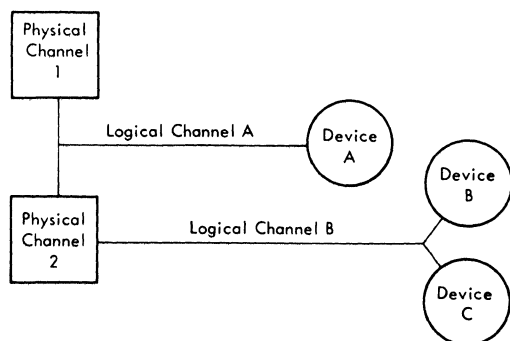 Physical
Channel
1
Logical Channel A
Device
A
Physical
Channel
2
Logical Channel B
Device
B
Device
C